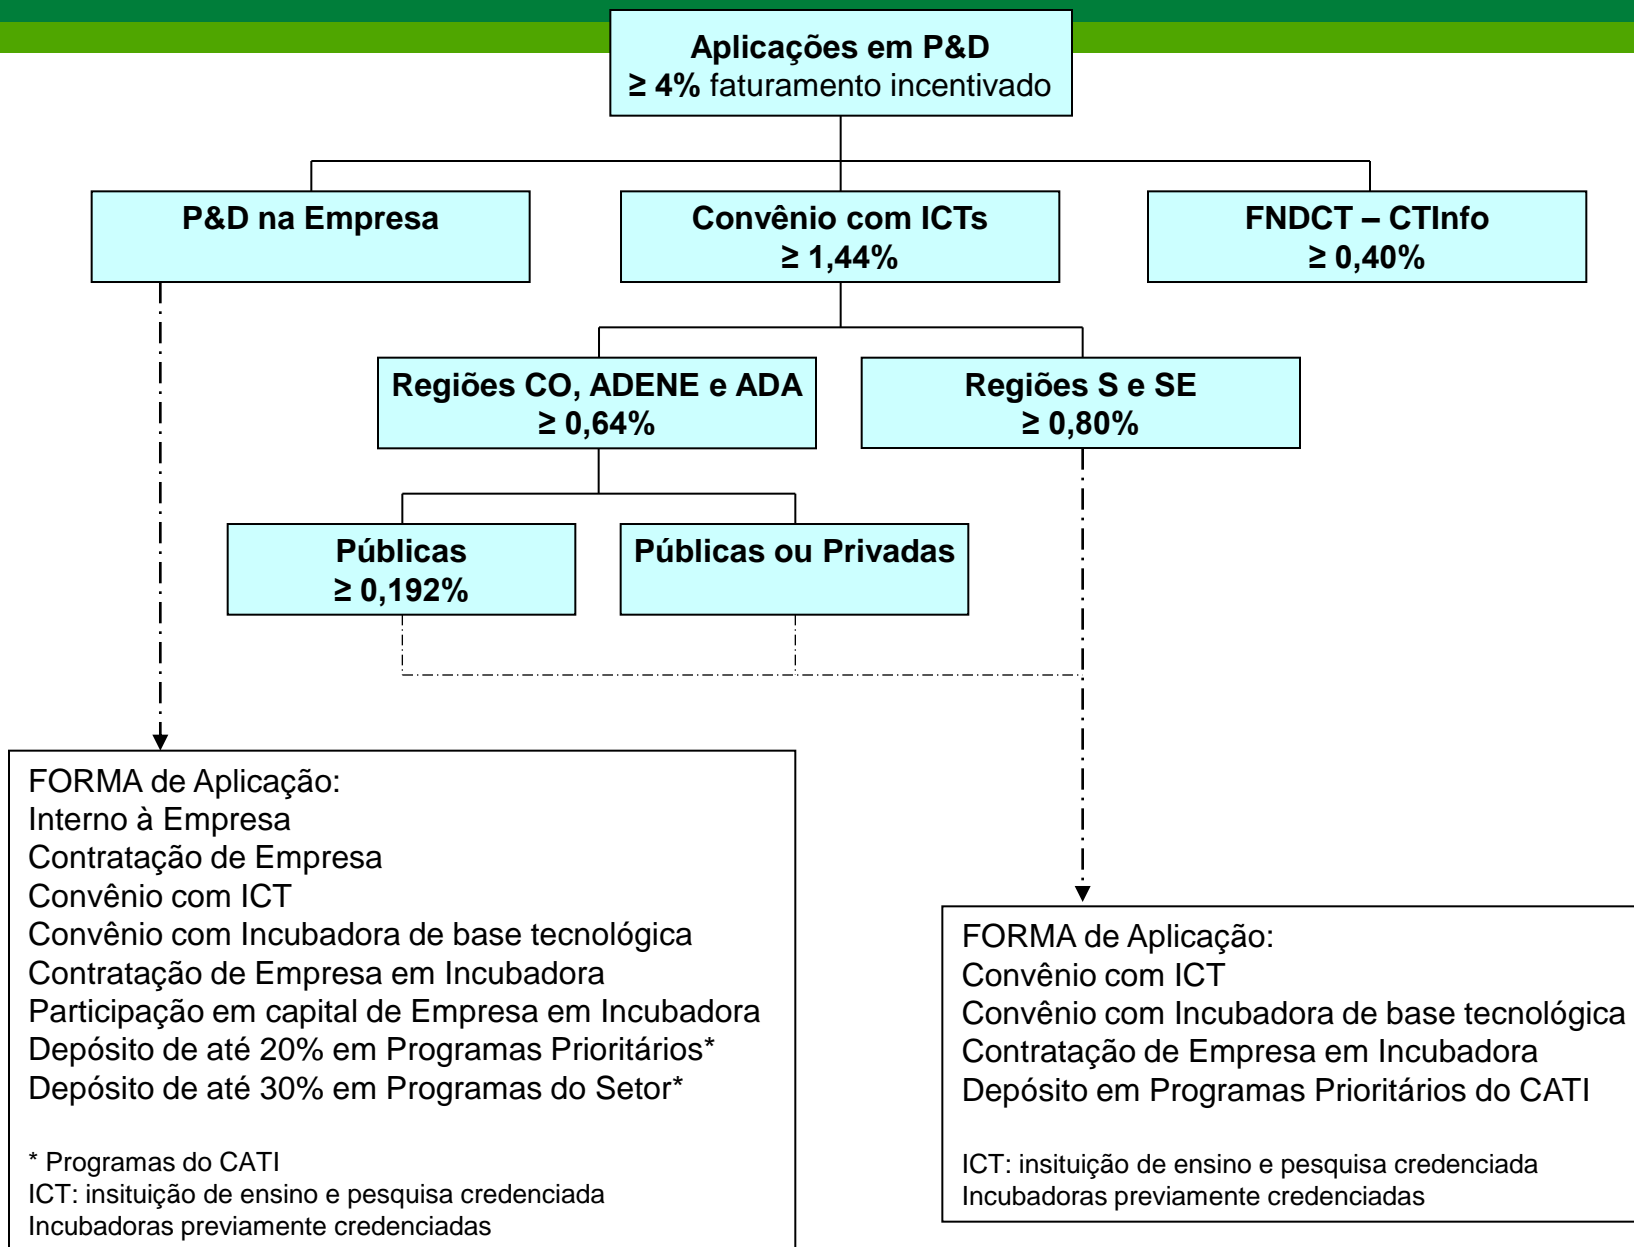 Aplicações em P&D
≥ 4% faturamento incentivado
P&D na Empresa
Convênio com ICTs
≥ 1,44%
FNDCT – CTInfo
≥ 0,40%
Regiões CO, ADENE e ADA
≥ 0,64%
Regiões S e SE
≥ 0,80%
Públicas
≥ 0,192%
Públicas ou Privadas
FORMA de Aplicação:
Interno à Empresa
Contratação de Empresa
Convênio com ICT
Convênio com Incubadora de base tecnológica
Contratação de Empresa em Incubadora
Participação em capital de Empresa em Incubadora
Depósito de até 20% em Programas Prioritários*
Depósito de até 30% em Programas do Setor*
* Programas do CATI
ICT: insituição de ensino e pesquisa credenciada
Incubadoras previamente credenciadas
FORMA de Aplicação:
Convênio com ICT
Convênio com Incubadora de base tecnológica
Contratação de Empresa em Incubadora
Depósito em Programas Prioritários do CATI
ICT: insituição de ensino e pesquisa credenciada
Incubadoras previamente credenciadas